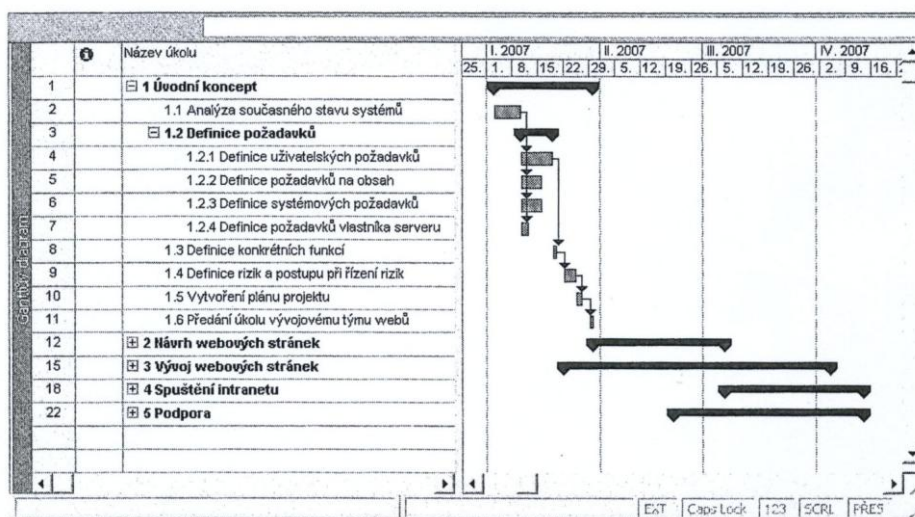 Název úkolu
I. 2007 II. 2007 III. 2007 IV. 2007
25. 1. 8. 15. 22. 29. 5. 12. 19. 26. 5. 12. 19. 26. 2. 9. 16.
1 1 Úvodní koncept
2 1.1 Analýza současného stavu systémů
3 1.2 Definice požadavků
4 1.2.1 Definice uživatelských požadavků
5 1.2.2 Definice požadavků na obsah
6 1.2.3 Definice systémových požadavků
7 1.2.4 Definice požadavků vlastníka serveru
8 1.3 Definice konkrétních funkcí
9 1.4 Definice rizik a postupu při řízení rizik
10 1.5 Vytvoření plánu projektu
11 1.6 Předání úkolu vývojovému týmu webů
12 2 Návrh webových stránek
15 3 Vývoj webových stránek
18 4 Spuštění intranetu
22 5 Podpora
Ganttův diagram
EXT Caps Lock 123 SCRL PŘES